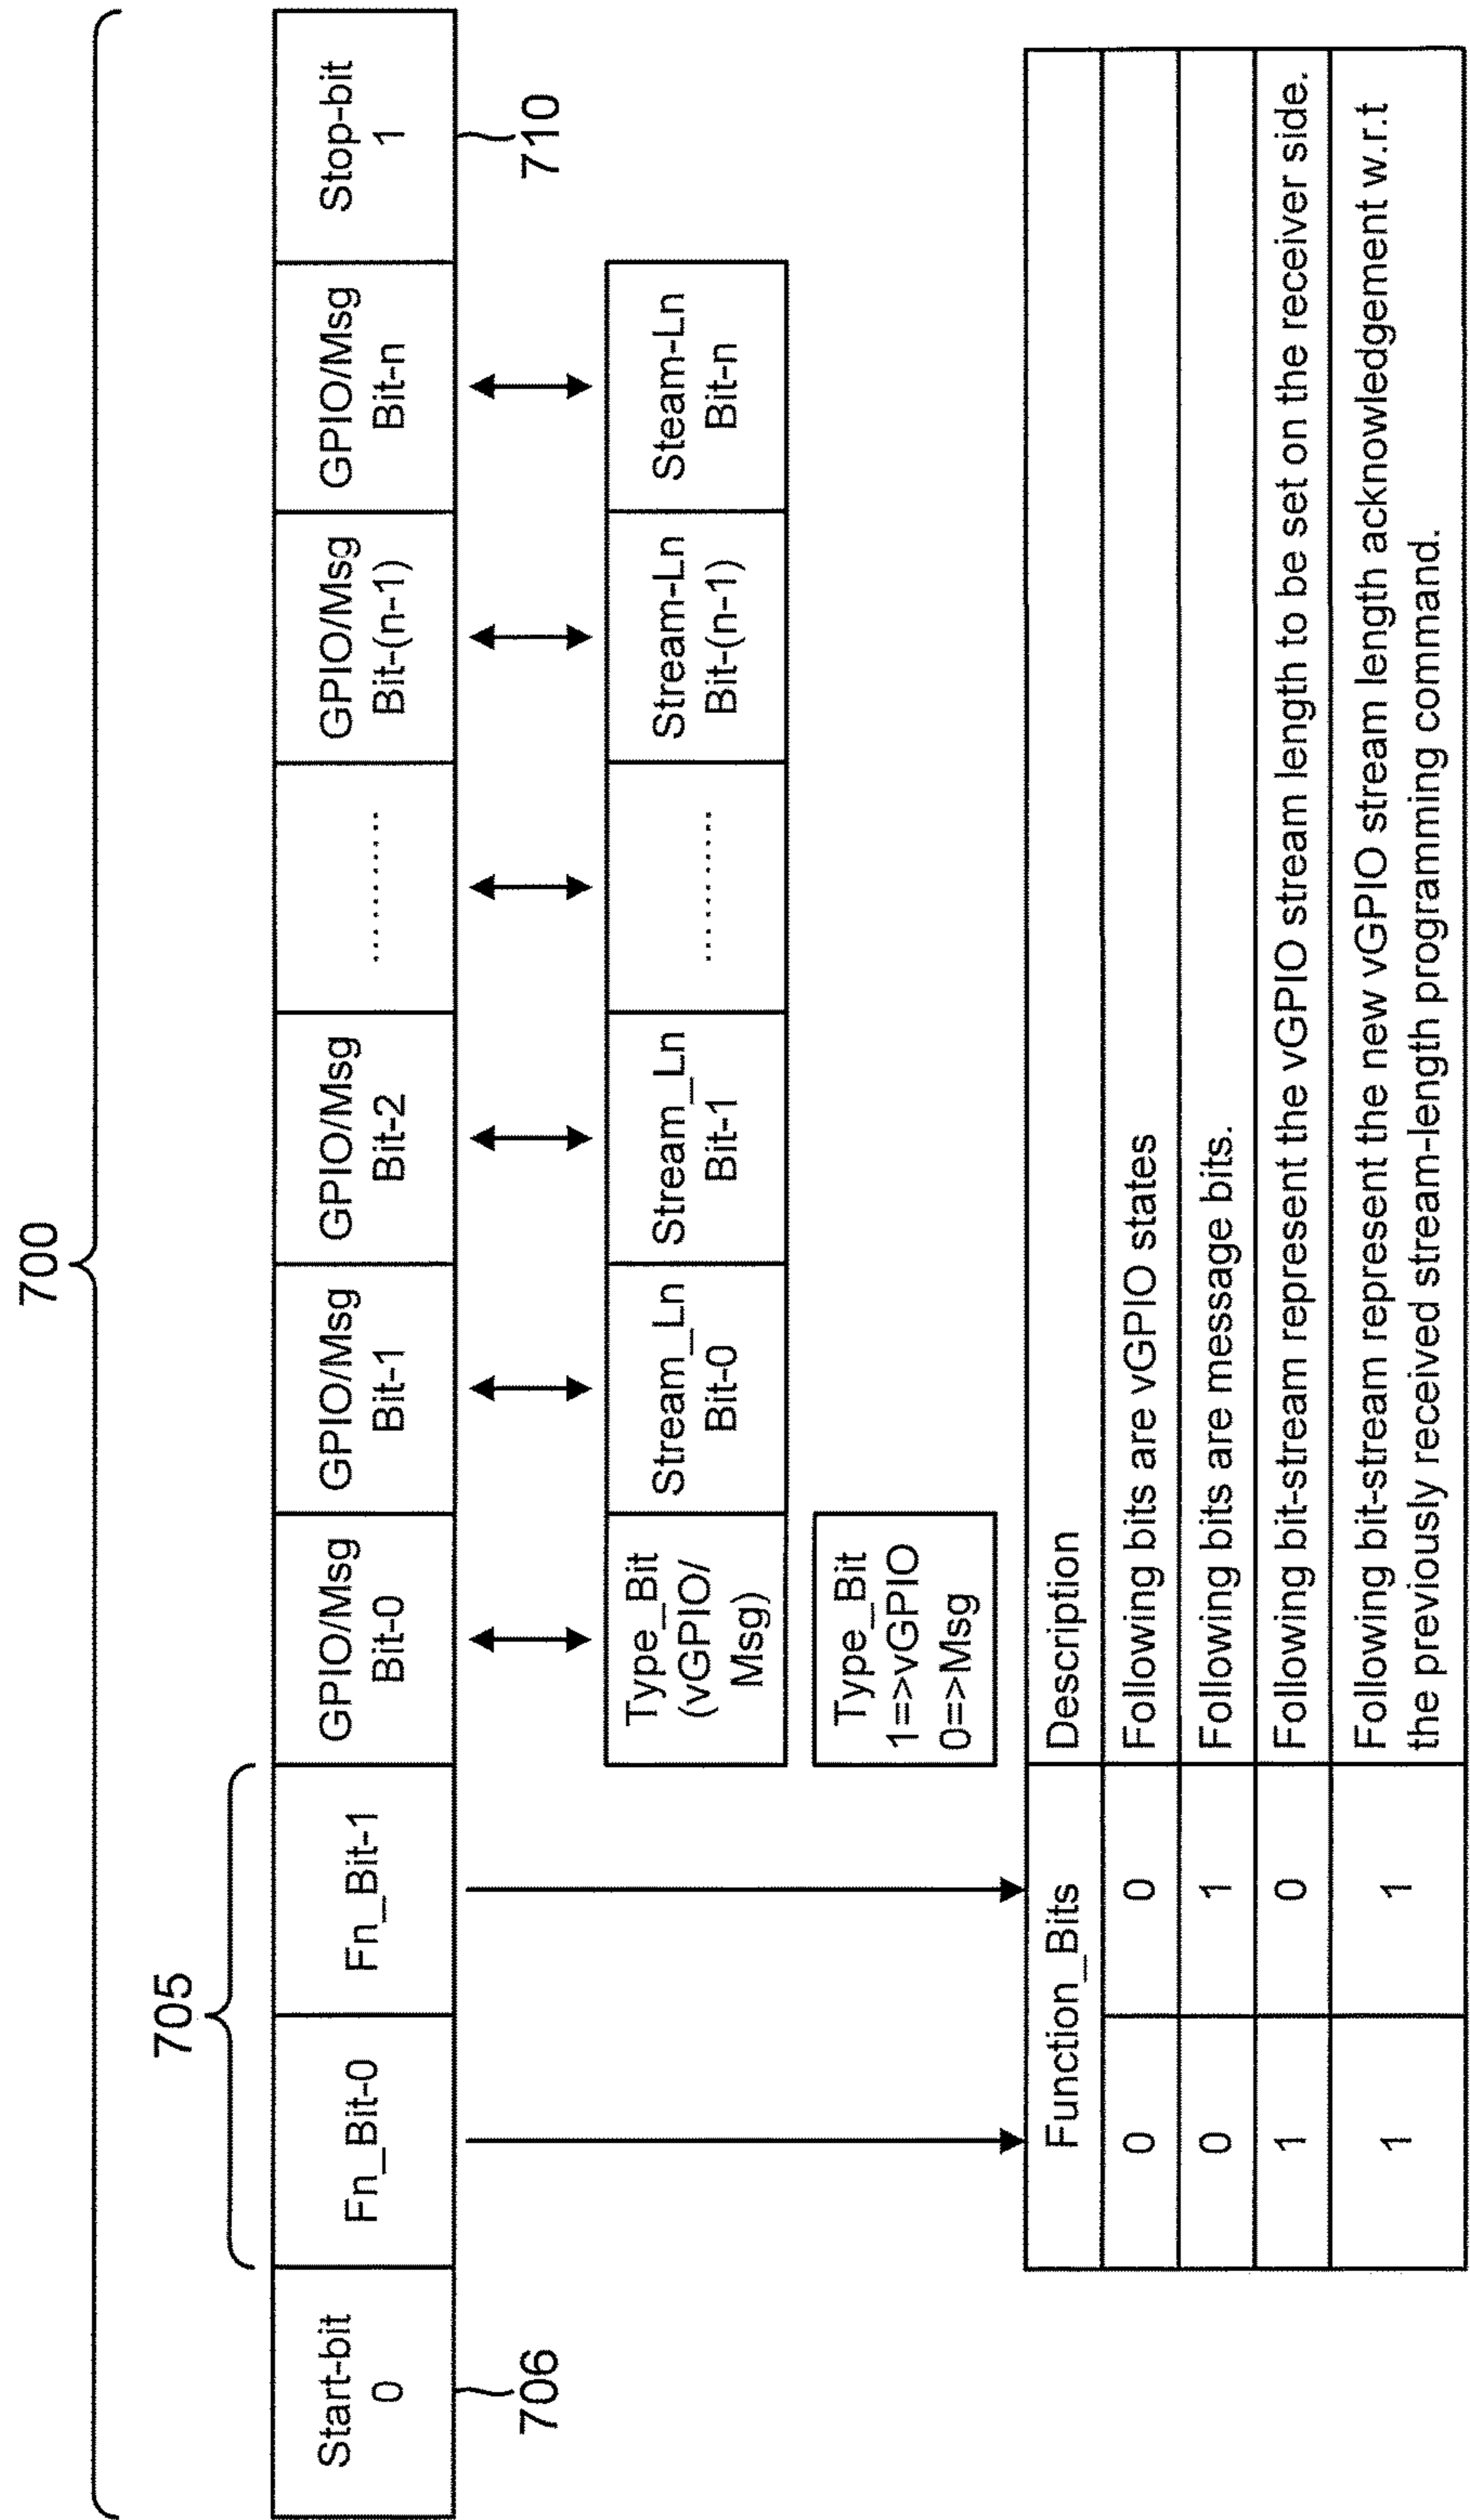 700
705
Start-bit
0
Fn_Bit-0
Fn_Bit-1
GPIO/Msg
Bit-0
GPIO/Msg
Bit-1
GPIO/Msg
Bit-2
.........
GPIO/Msg
Bit-(n-1)
GPIO/Msg
Bit-n
Stop-bit
1
706
710
Type_Bit
(vGPIO/
Msg)
Stream_Ln
Bit-0
Stream_Ln
Bit-1
.........
Stream-Ln
Bit-(n-1)
Steam-Ln
Bit-n
Type_Bit
1=>vGPIO
0=>Msg
Function_Bits Description
0 0 Following bits are vGPIO states
0 1 Following bits are message bits.
1 0 Following bit-stream represent the vGPIO stream length to be set on the receiver side.
1 1 Following bit-stream represent the new vGPIO stream length acknowledgement w.r.t
the previously received stream-length programming command.